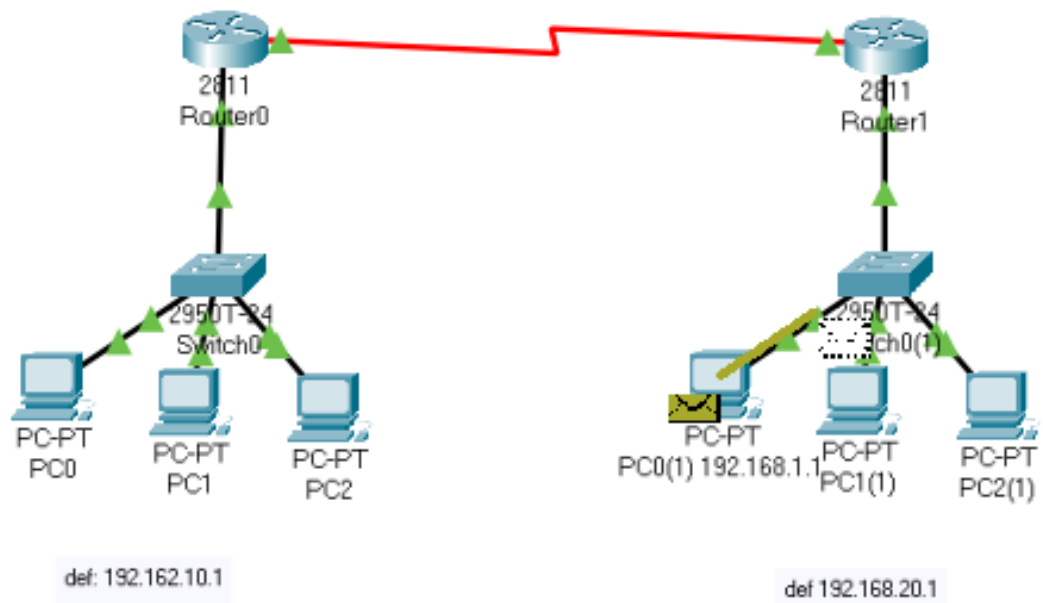 2811
Router0
2811
Router1
2950T-24
Switch0
2950T-24
ch0(1)
PC-PT
PC0
PC-PT
PC1
PC-PT
PC2
PC-PT
PC0(1) 192.168.1.1
PC-PT
PC1(1)
PC-PT
PC2(1)
def: 192.162.10.1
def 192.168.20.1